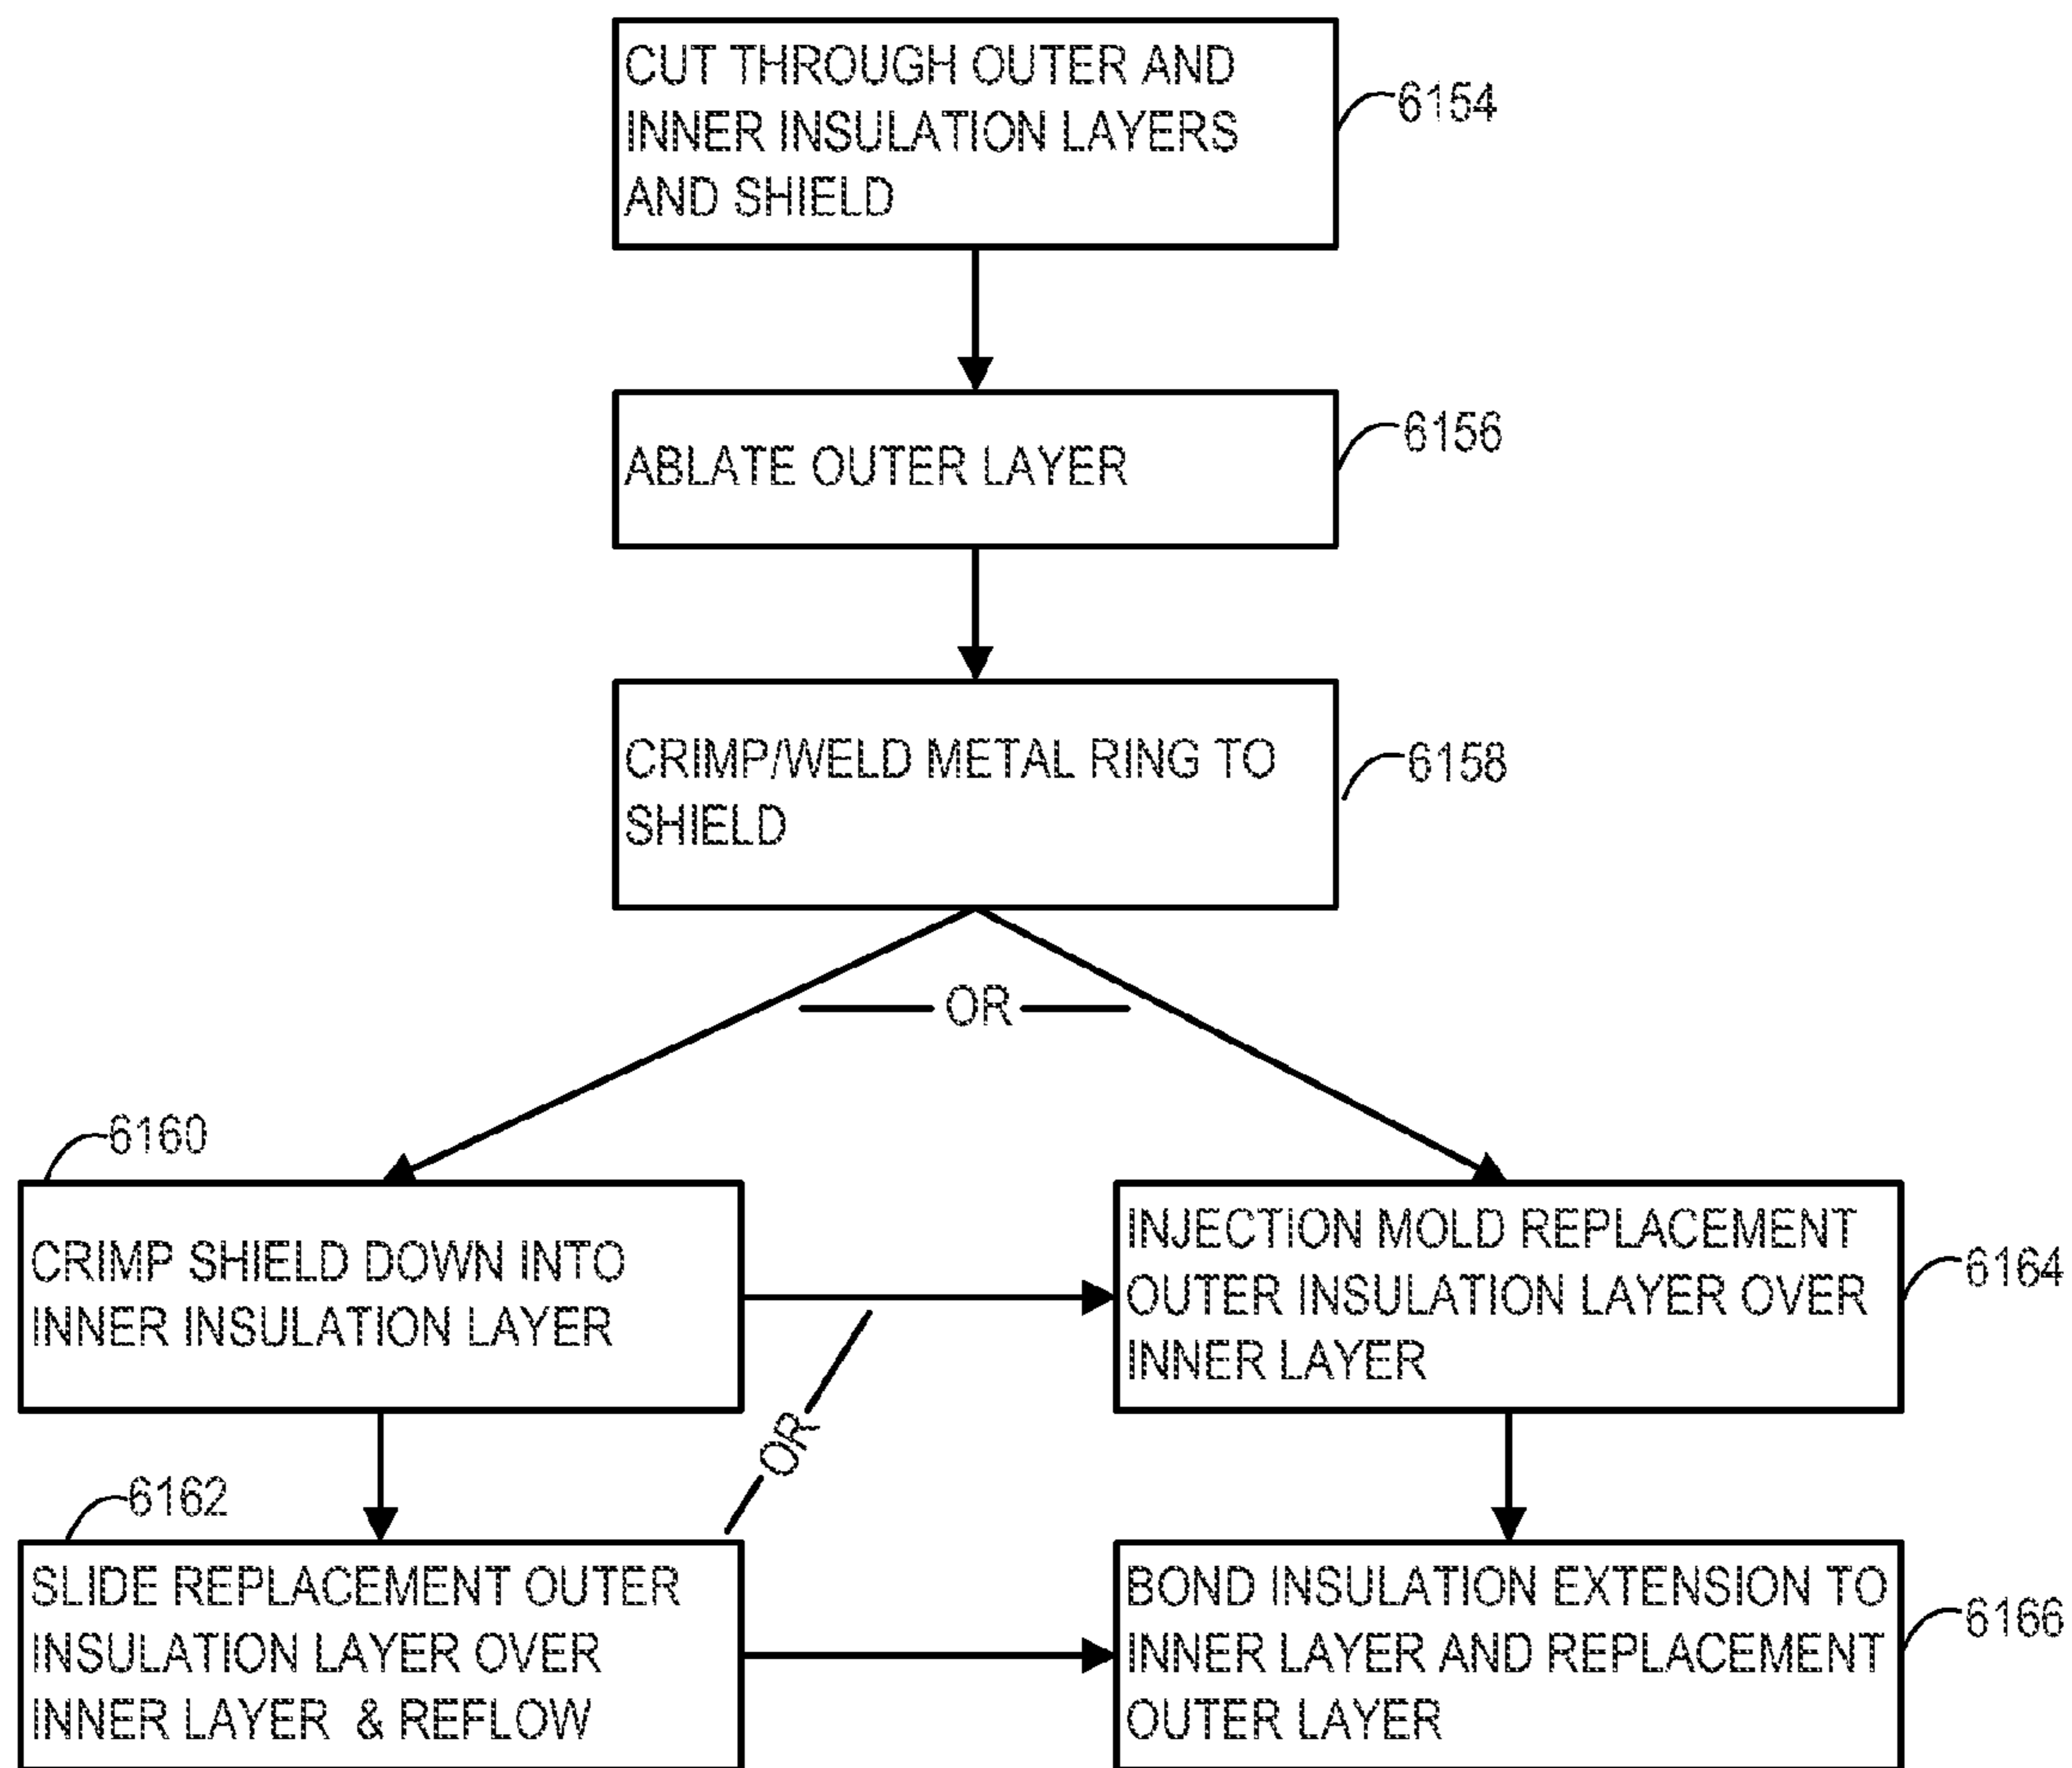 CUT THROUGH OUTER AND
INNER INSULATION LAYERS
AND SHIELD
6154
ABLATE OUTER LAYER
6156
CRIMP/WELD METAL RING TO
SHIELD
6158
OR
6160
CRIMP SHIELD DOWN INTO
INNER INSULATION LAYER
INJECTION MOLD REPLACEMENT
OUTER INSULATION LAYER OVER
INNER LAYER
6164
OR
6162
SLIDE REPLACEMENT OUTER
INSULATION LAYER OVER
INNER LAYER & REFLOW
BOND INSULATION EXTENSION TO
INNER LAYER AND REPLACEMENT
OUTER LAYER
6166